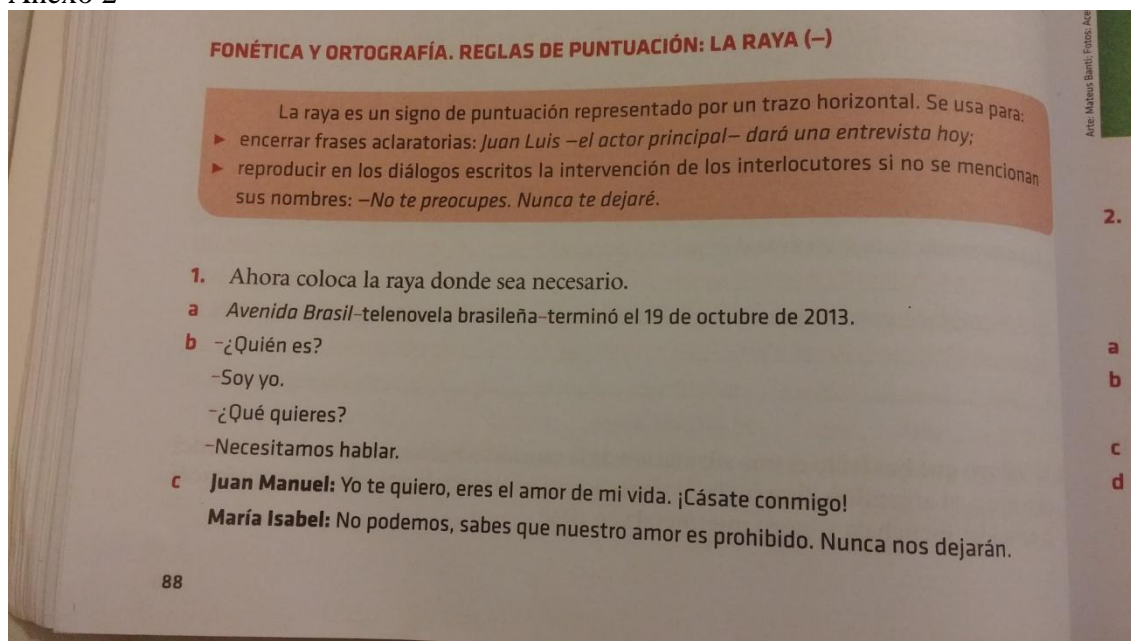 Anexo 2
FONÉTICA Y ORTOGRAFÍA. REGLAS DE PUNTUACIÓN: LA RAYA (–)
La raya es un signo de puntuación representado por un trazo horizontal. Se usa para:
► encerrar frases aclaratorias: Juan Luis –el actor principal– dará una entrevista hoy;
► reproducir en los diálogos escritos la intervención de los interlocutores si no se mencionan
sus nombres: –No te preocupes. Nunca te dejaré.
1. Ahora coloca la raya donde sea necesario.
a Avenida Brasil–telenovela brasileña–terminó el 19 de octubre de 2013.
b –¿Quién es?
–Soy yo.
–¿Qué quieres?
–Necesitamos hablar.
c Juan Manuel: Yo te quiero, eres el amor de mi vida. ¡Cásate conmigo!
María Isabel: No podemos, sabes que nuestro amor es prohibido. Nunca nos dejarán.
88
Arte: Mateus Banti; Fotos:
2.
a
b
c
d